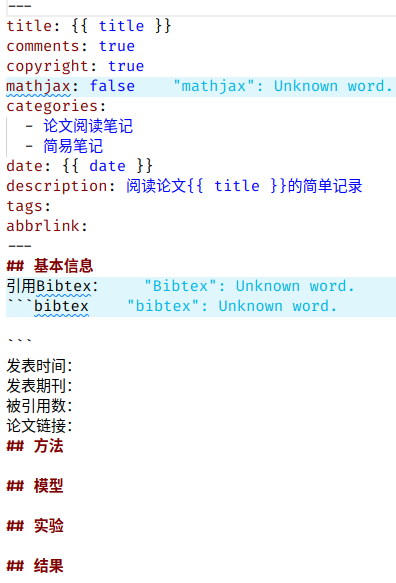 ---
title: {{ title }}
comments: true
copyright: true
mathjax: false    "mathjax": Unknown word.
categories:
  - 论文阅读笔记
  - 简易笔记
date: {{ date }}
description: 阅读论文{{ title }}的简单记录
tags:
abbrlink:
---
## 基本信息
引用Bibtex:    "Bibtex": Unknown word.
```bibtex    "bibtex": Unknown word.
```
发表时间:
发表期刊:
被引用数:
论文链接:
## 方法
## 模型
## 实验
## 结果